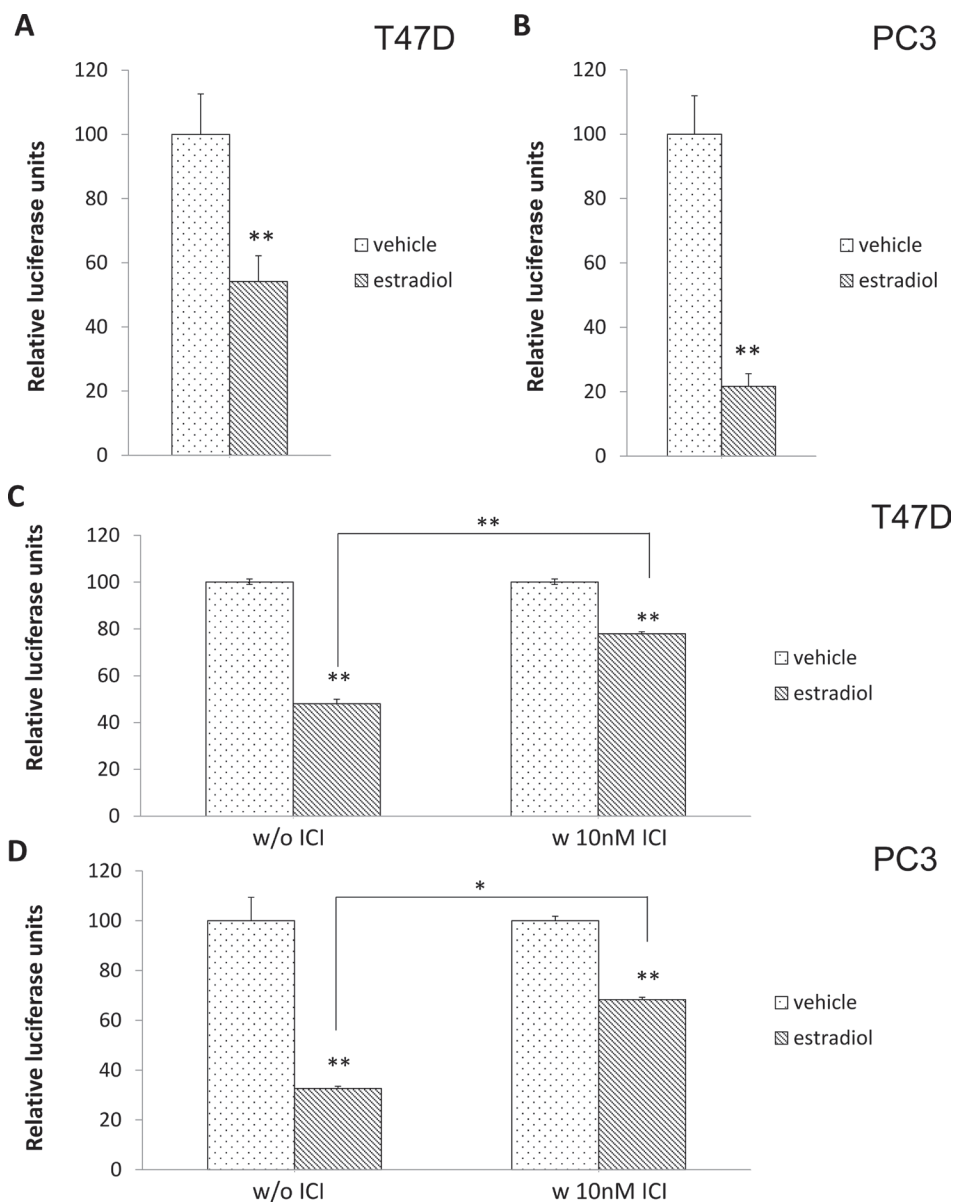 A
T47D
120
100
80
60
40
20
0
Relative luciferase units
**
vehicle
estradiol
B
PC3
120
100
80
60
40
20
0
Relative luciferase units
**
vehicle
estradiol
C
T47D
120
100
80
60
40
20
0
Relative luciferase units
**
**
**
vehicle
estradiol
w/o ICI
w 10nM ICI
D
PC3
120
100
80
60
40
20
0
Relative luciferase units
*
**
**
vehicle
estradiol
w/o ICI
w 10nM ICI